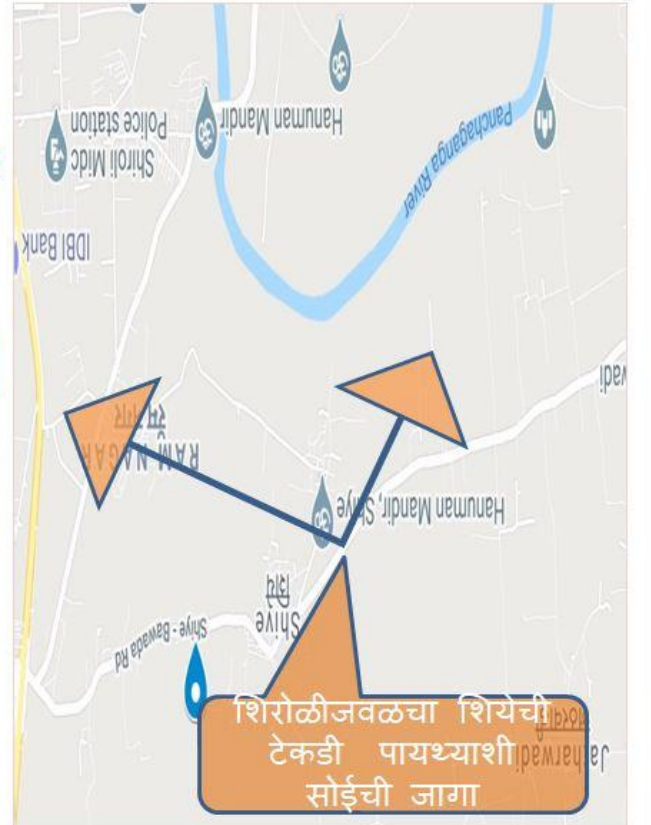 Shiroli Midc
Police station
Hanuman Mandir
Panchaganga River
IDBI Bank
राम नगर
RAM NAGAR
Hanuman Mandir, Shiye
शिये
Shiye
Shiye - Bawada Rd
शिरोळीजवळचा शियेची
टेकडी पायथ्याशी
सोईची जागा